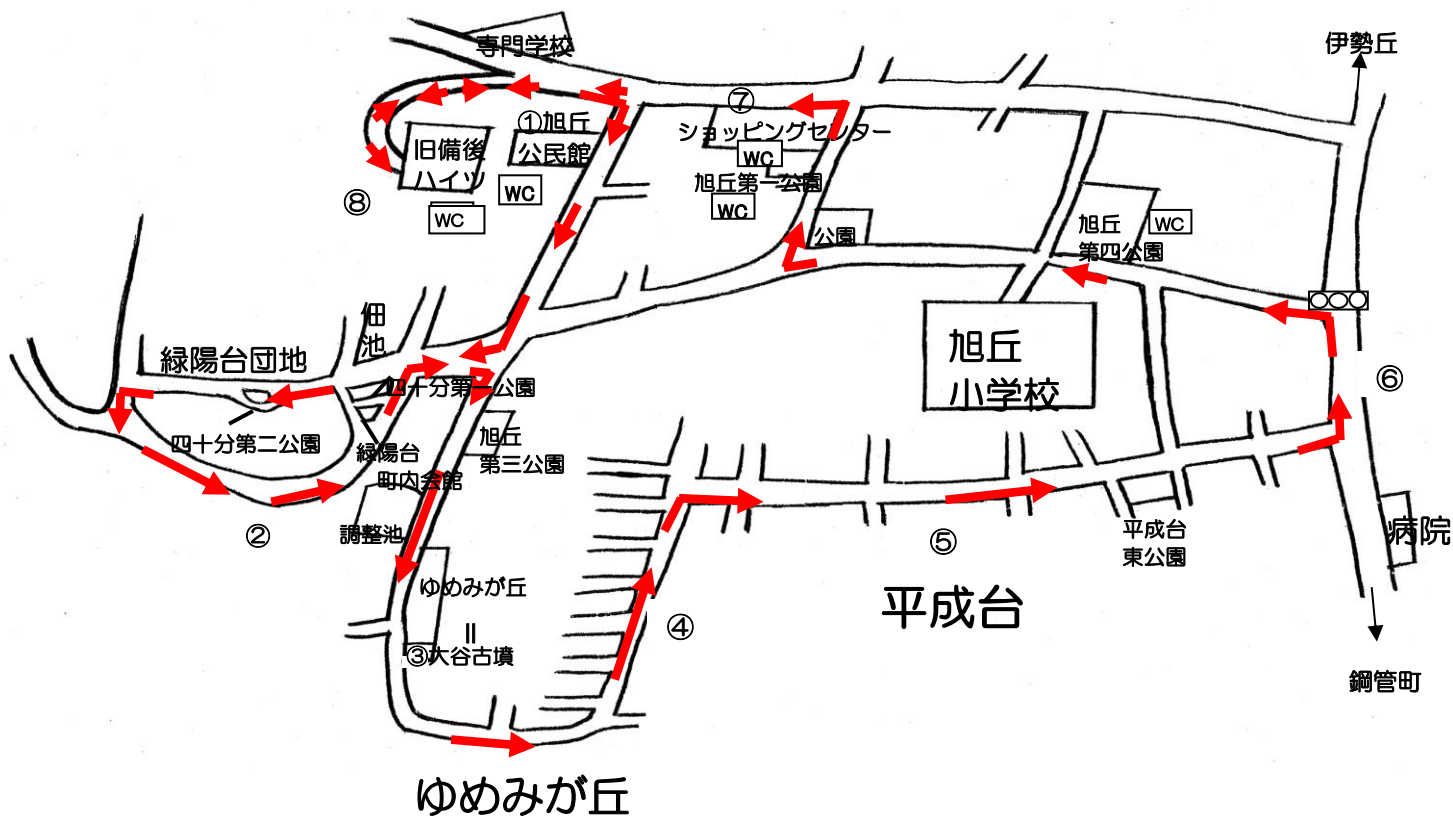 専門学校
伊勢丘
⑦
ショッピングセンター
WC
①旭丘
公民館
旧備後
ハイツ
WC
WC
⑧
旭丘第一公園
WC
公園
旭丘
第四公園
WC
佃
池
緑陽台団地
四十分第一公園
旭丘
小学校
⑥
四十分第二公園
緑陽台
町内会館
旭丘
第三公園
②
調整池
⑤
平成台
東公園
病院
ゆめみが丘
||
③大谷古墳
④
平成台
鋼管町
ゆめみが丘